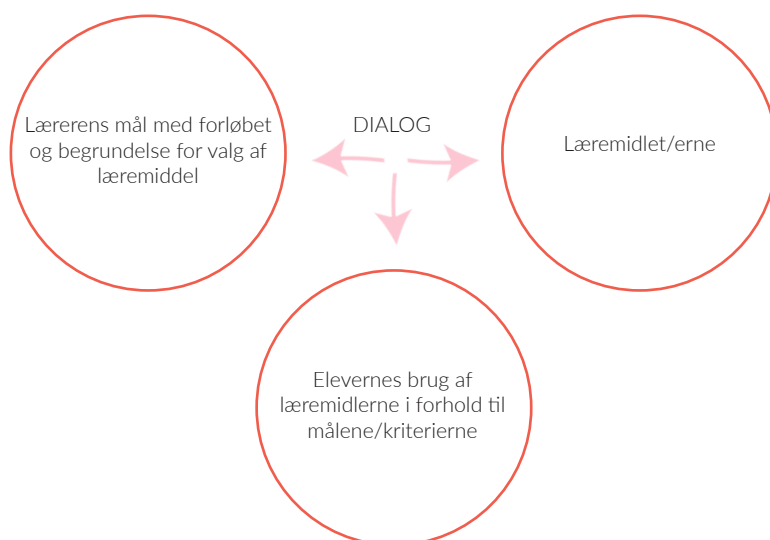 Lærerens mål med forløbet
og begrundelse for valg af
læremiddel
DIALOG
Læremidlet/erne
Elevernes brug af
læremidlerne i forhold til
målene/kriterierne